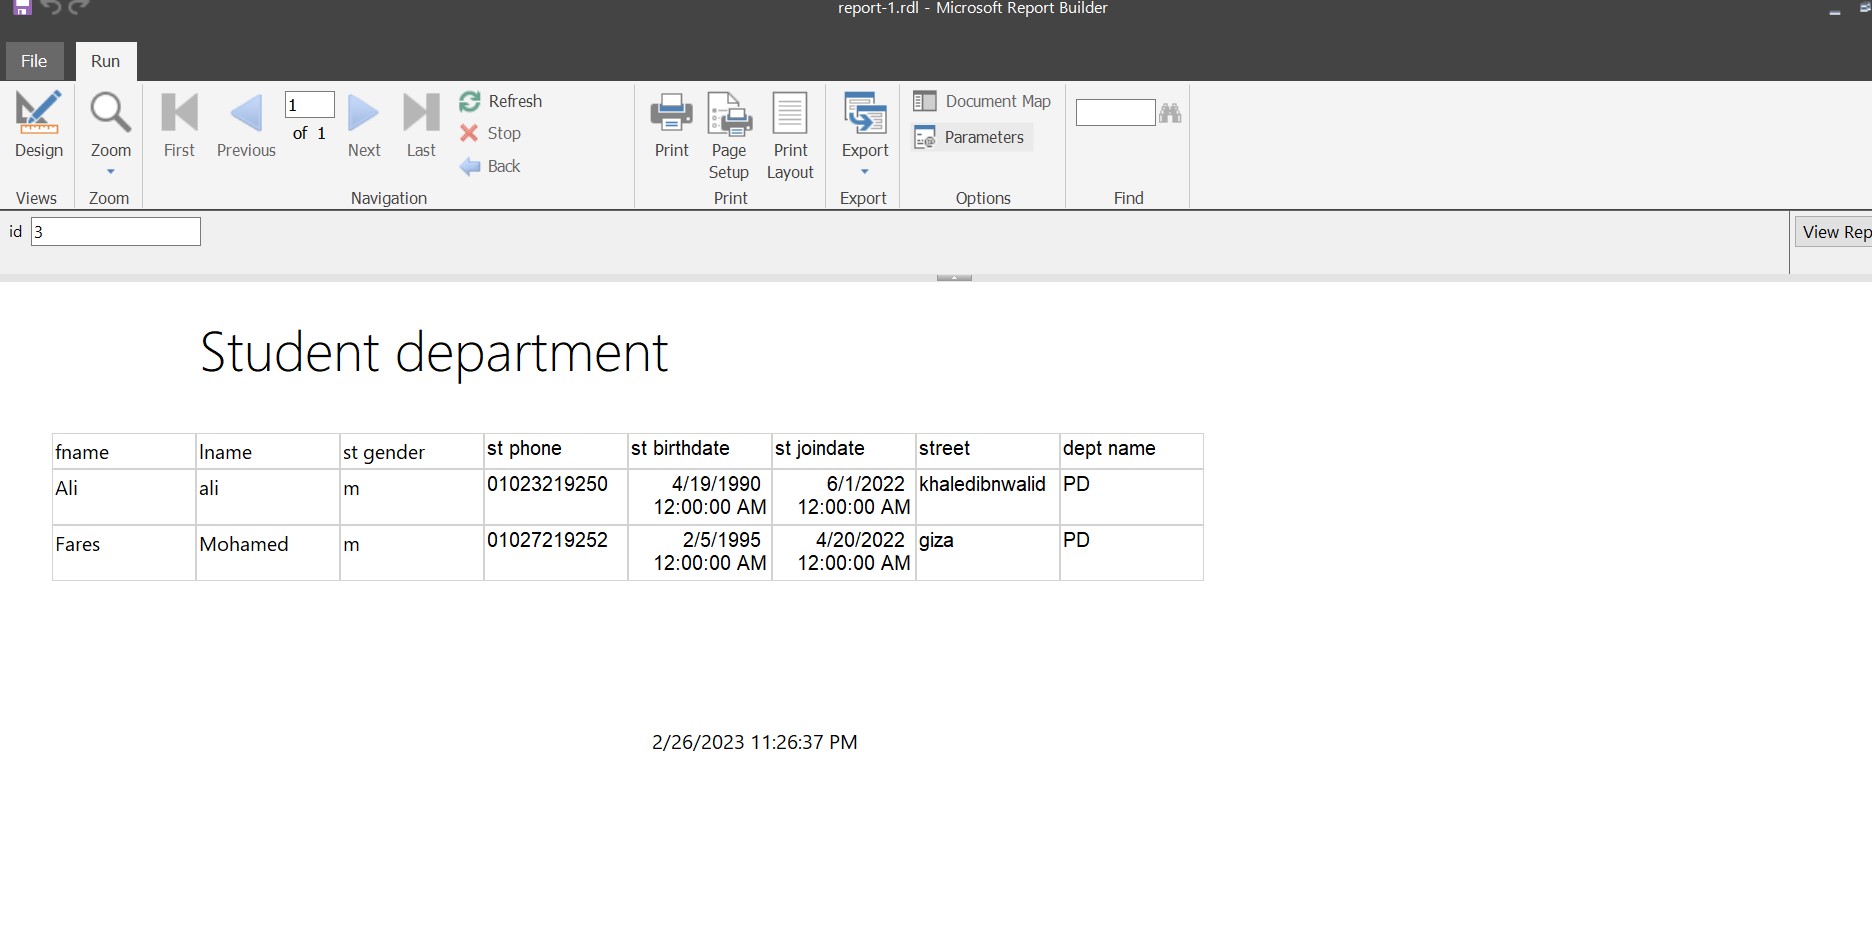 report-1.rdl - Microsoft Report Builder
File Run
Design Zoom First Previous 1 of 1 Next Last Refresh Stop Back Print Page Setup Print Layout Export Document Map Parameters
Views Zoom Navigation Print Export Options Find
id 3 View Rep
Student department
fname lname st gender st phone st birthdate st joindate street dept name
Ali ali m 01023219250 4/19/1990 12:00:00 AM 6/1/2022 12:00:00 AM khaledibnwalid PD
Fares Mohamed m 01027219252 2/5/1995 12:00:00 AM 4/20/2022 12:00:00 AM giza PD
2/26/2023 11:26:37 PM